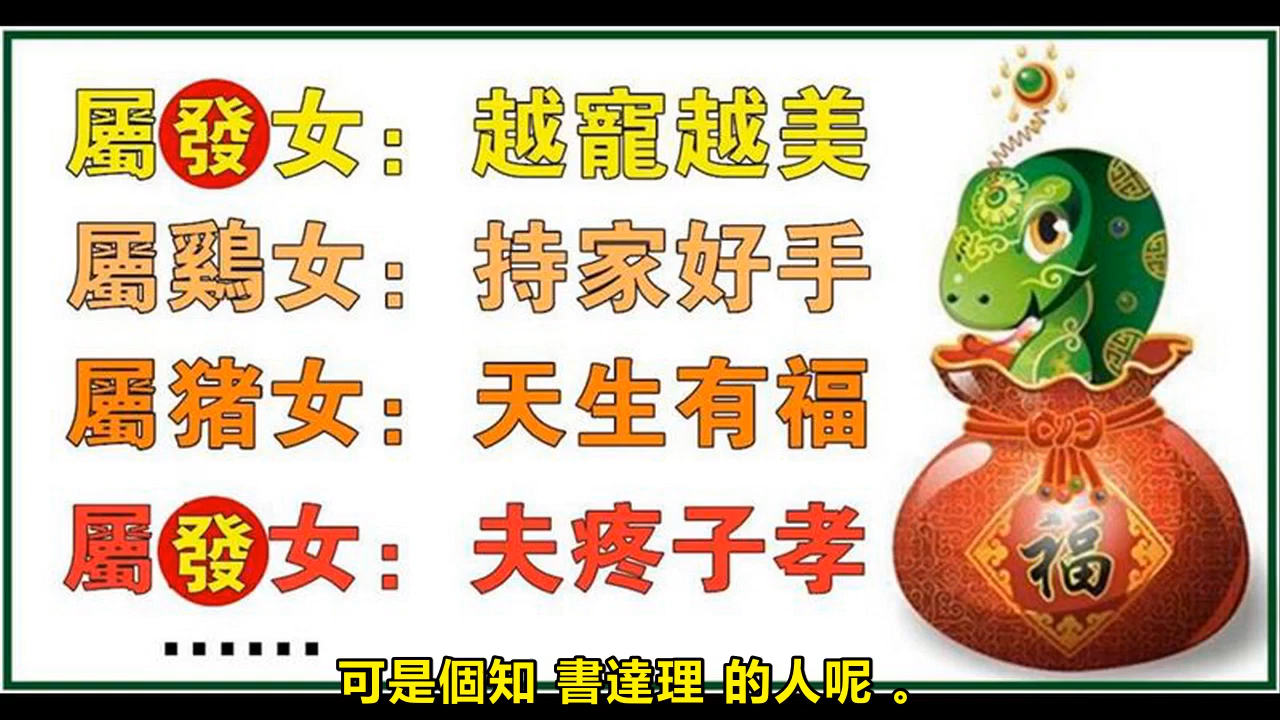 屬發女：越寵越美
屬鷄女：持家好手
屬猪女：天生有福
屬發女：夫疼子孝
......
福
可是個知 書達理 的人呢 。